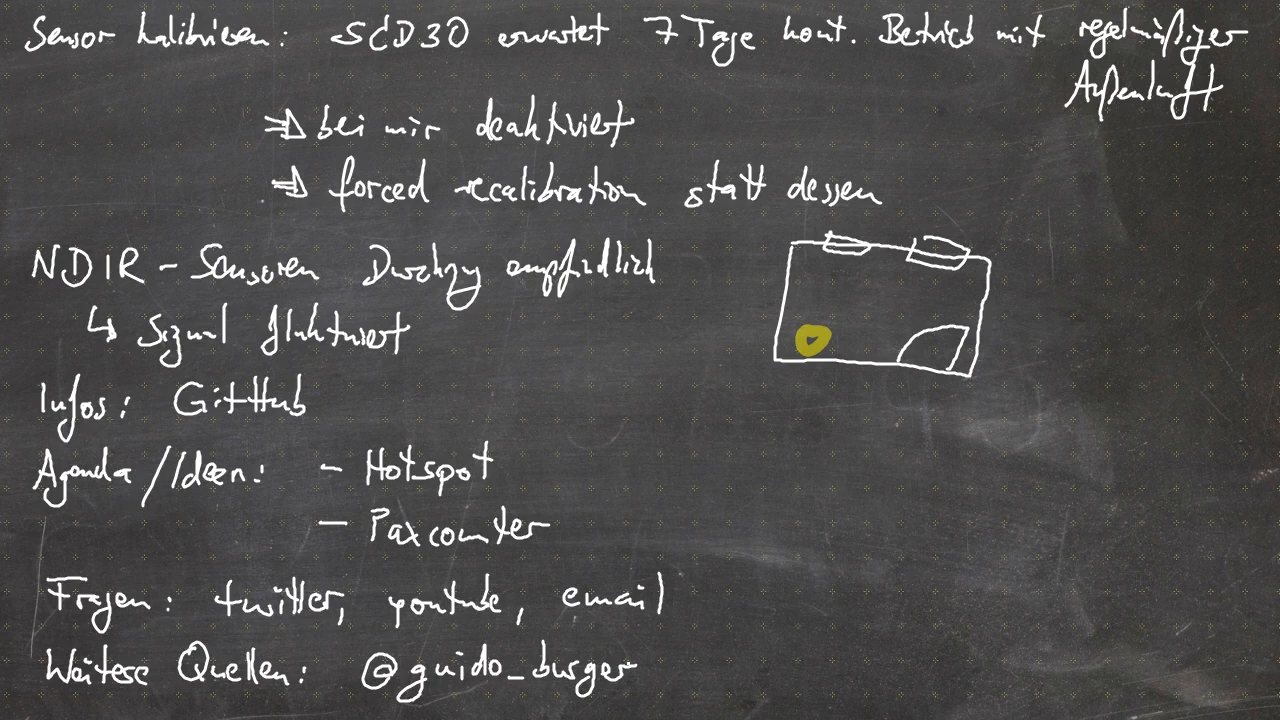 Sensor kalibrieren: SCD30 erwartet 7 Tage kont. Betrieb mit regelmäßiger
Außenluft
⇒ bei mir deaktiviert
⇒ forced recalibration statt dessen
NDIR - Sensoren Durchzug empfindlich
↳ Signal fluktuiert
Infos: GitHub
Agenda / Ideen: - Hotspot
- Paxcounter
Fragen: twitter, youtube, email
Weitere Quellen: @guido_burger